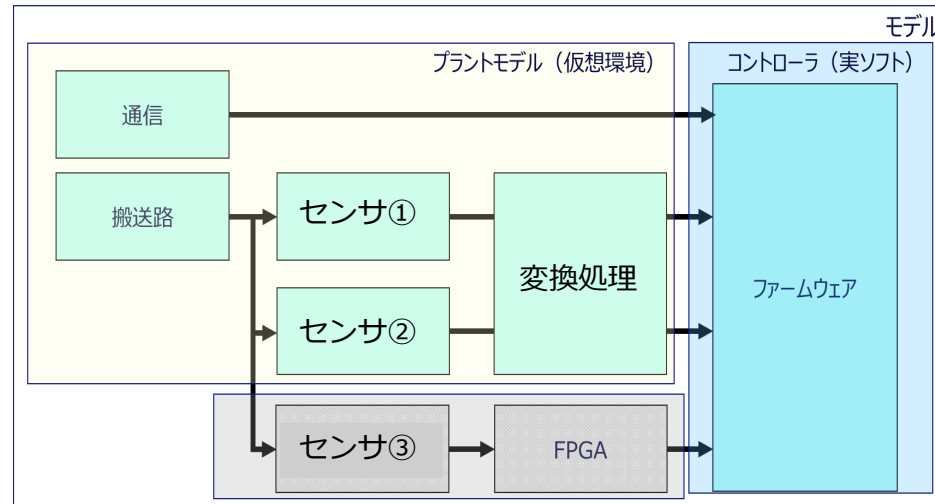 モデル
プラントモデル（仮想環境）
コントローラ（実ソフト）
通信
搬送路
センサ①
変換処理
ファームウェア
センサ②
センサ③
FPGA